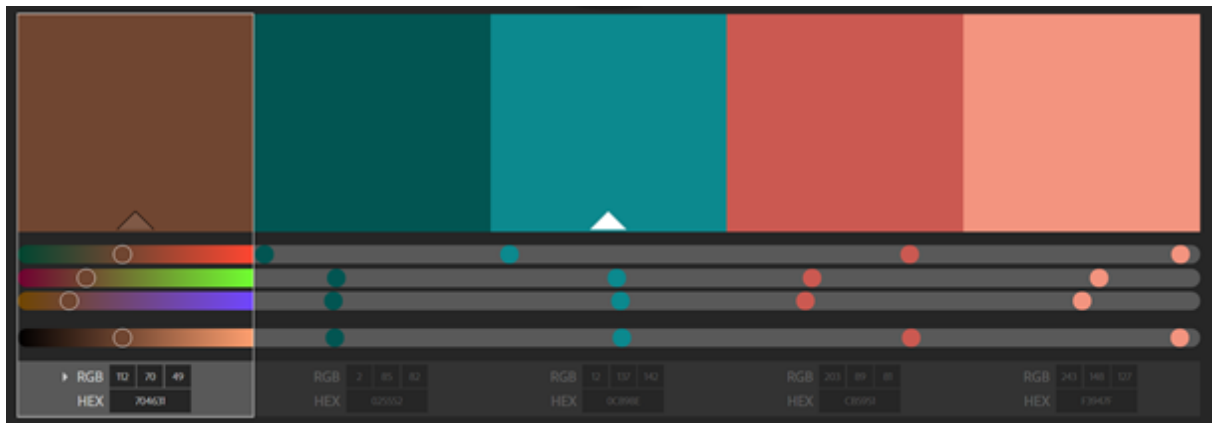 RGB 112 70 49
HEX 704631
RGB 2 85 82
HEX 025552
RGB 12 137 142
HEX 0C898E
RGB 203 89 81
HEX CB5951
RGB 243 148 127
HEX F3947F